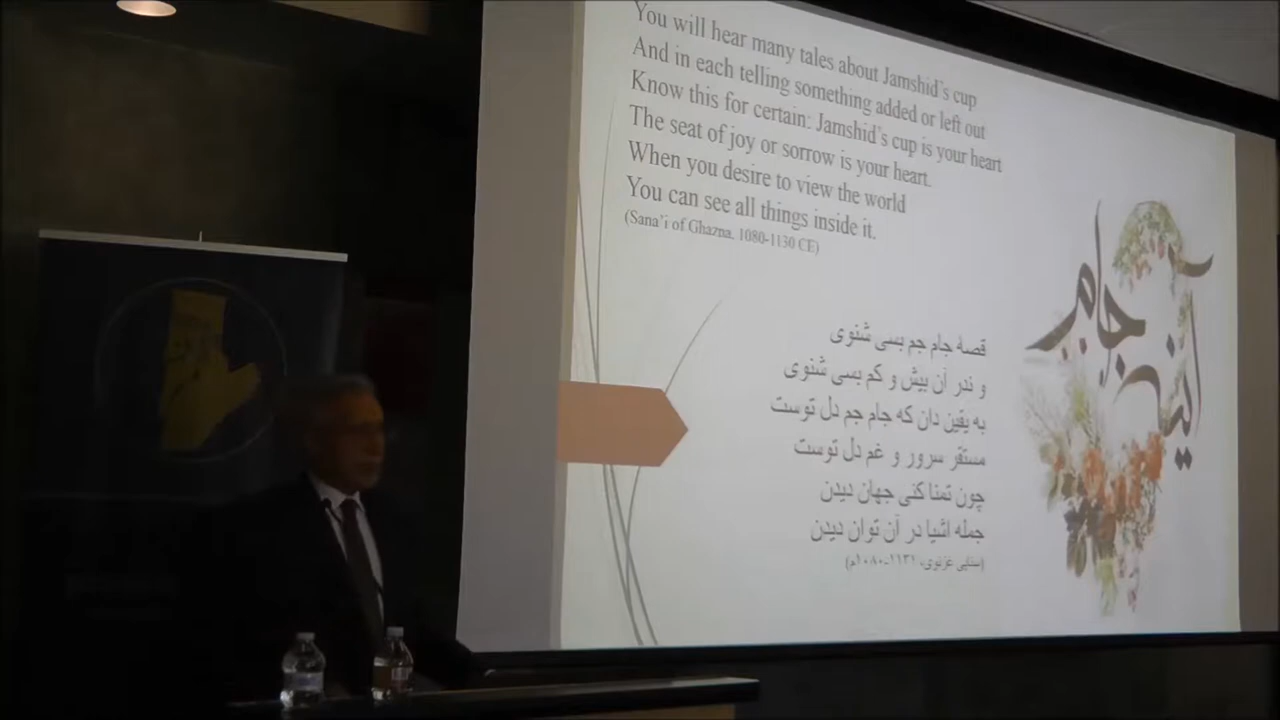 You will hear many tales about Jamshid's cup
And in each telling something added or left out
Know this for certain: Jamshid's cup is your heart
The seat of joy or sorrow is your heart.
When you desire to view the world
You can see all things inside it.
(Sana'i of Ghazna, 1080-1130 CE)
قصه جام جم بسی شنوی
و ندر آن بیش و کم بسی شنوی
به یقین دان که جام جم دل توست
مستقر سرور و غم دل توست
چون تمنا کنی جهان دیدن
جمله اشیا در آن توان دیدن
(سنایی غزنوی، ۱۱۳۱-۱۰۸۰م)
آینه جام